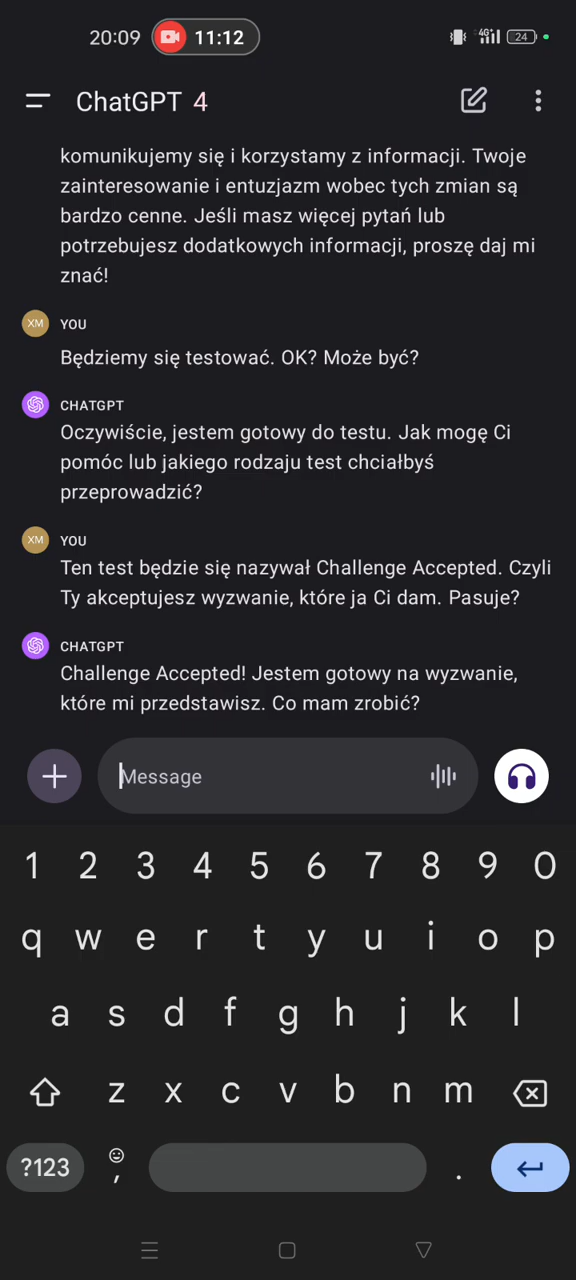 20:09 11:12 4G+ 24
ChatGPT 4
komunikujemy się i korzystamy z informacji. Twoje
zainteresowanie i entuzjazm wobec tych zmian są
bardzo cenne. Jeśli masz więcej pytań lub
potrzebujesz dodatkowych informacji, proszę daj mi
znać!
XM YOU
Będziemy się testować. OK? Może być?
CHATGPT
Oczywiście, jestem gotowy do testu. Jak mogę Ci
pomóc lub jakiego rodzaju test chciałbyś
przeprowadzić?
XM YOU
Ten test będzie się nazywał Challenge Accepted. Czyli
Ty akceptujesz wyzwanie, które ja Ci dam. Pasuje?
CHATGPT
Challenge Accepted! Jestem gotowy na wyzwanie,
które mi przedstawisz. Co mam zrobić?
Message
1 2 3 4 5 6 7 8 9 0
q w e r t y u i o p
a s d f g h j k l
z x c v b n m
?123 , .